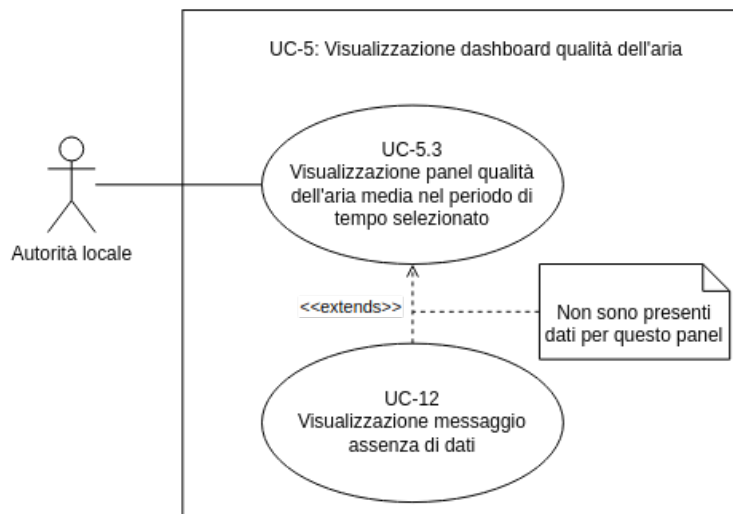 UC-5: Visualizzazione dashboard qualità dell'aria
UC-5.3
Visualizzazione panel qualità
dell'aria media nel periodo di
tempo selezionato
Autorità locale
<<extends>>
Non sono presenti
dati per questo panel
UC-12
Visualizzazione messaggio
assenza di dati